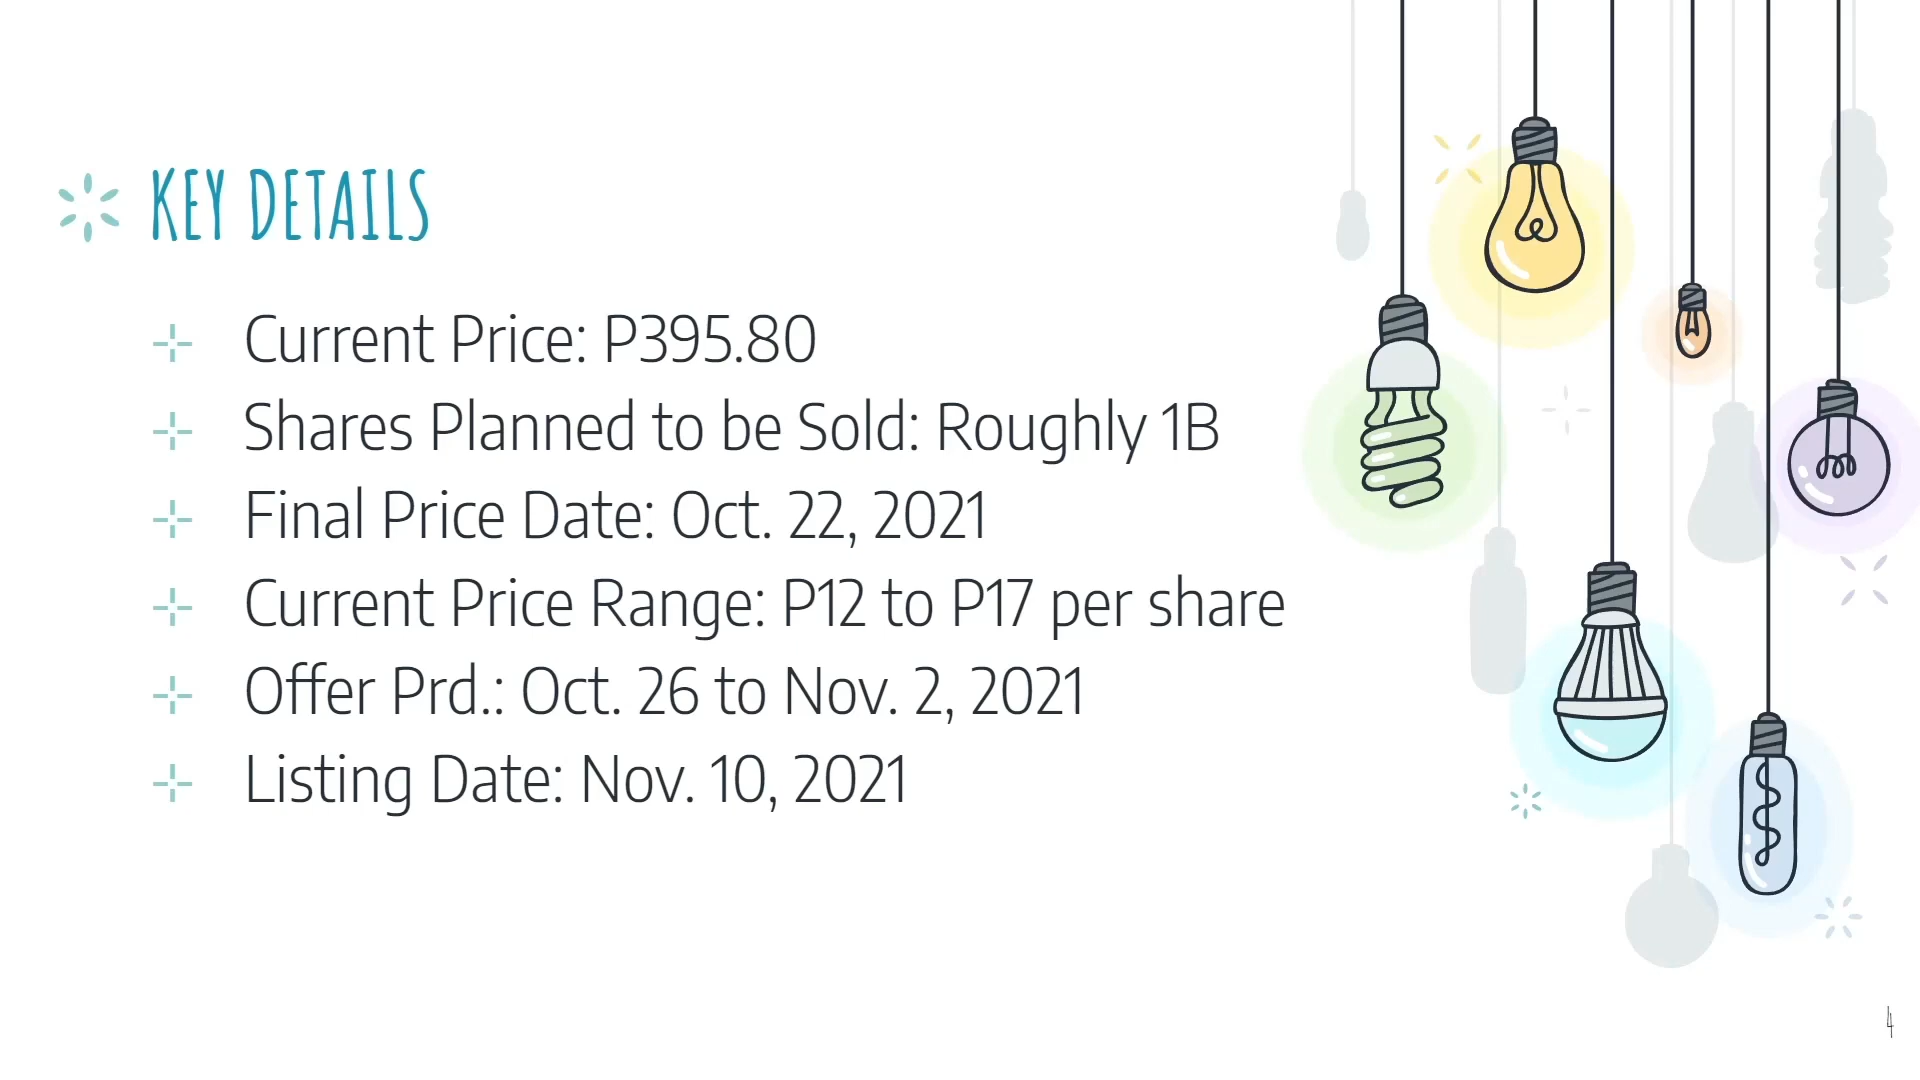 KEY DETAILS
Current Price: P395.80
Shares Planned to be Sold: Roughly 1B
Final Price Date: Oct. 22, 2021
Current Price Range: P12 to P17 per share
Offer Prd.: Oct. 26 to Nov. 2, 2021
Listing Date: Nov. 10, 2021
4